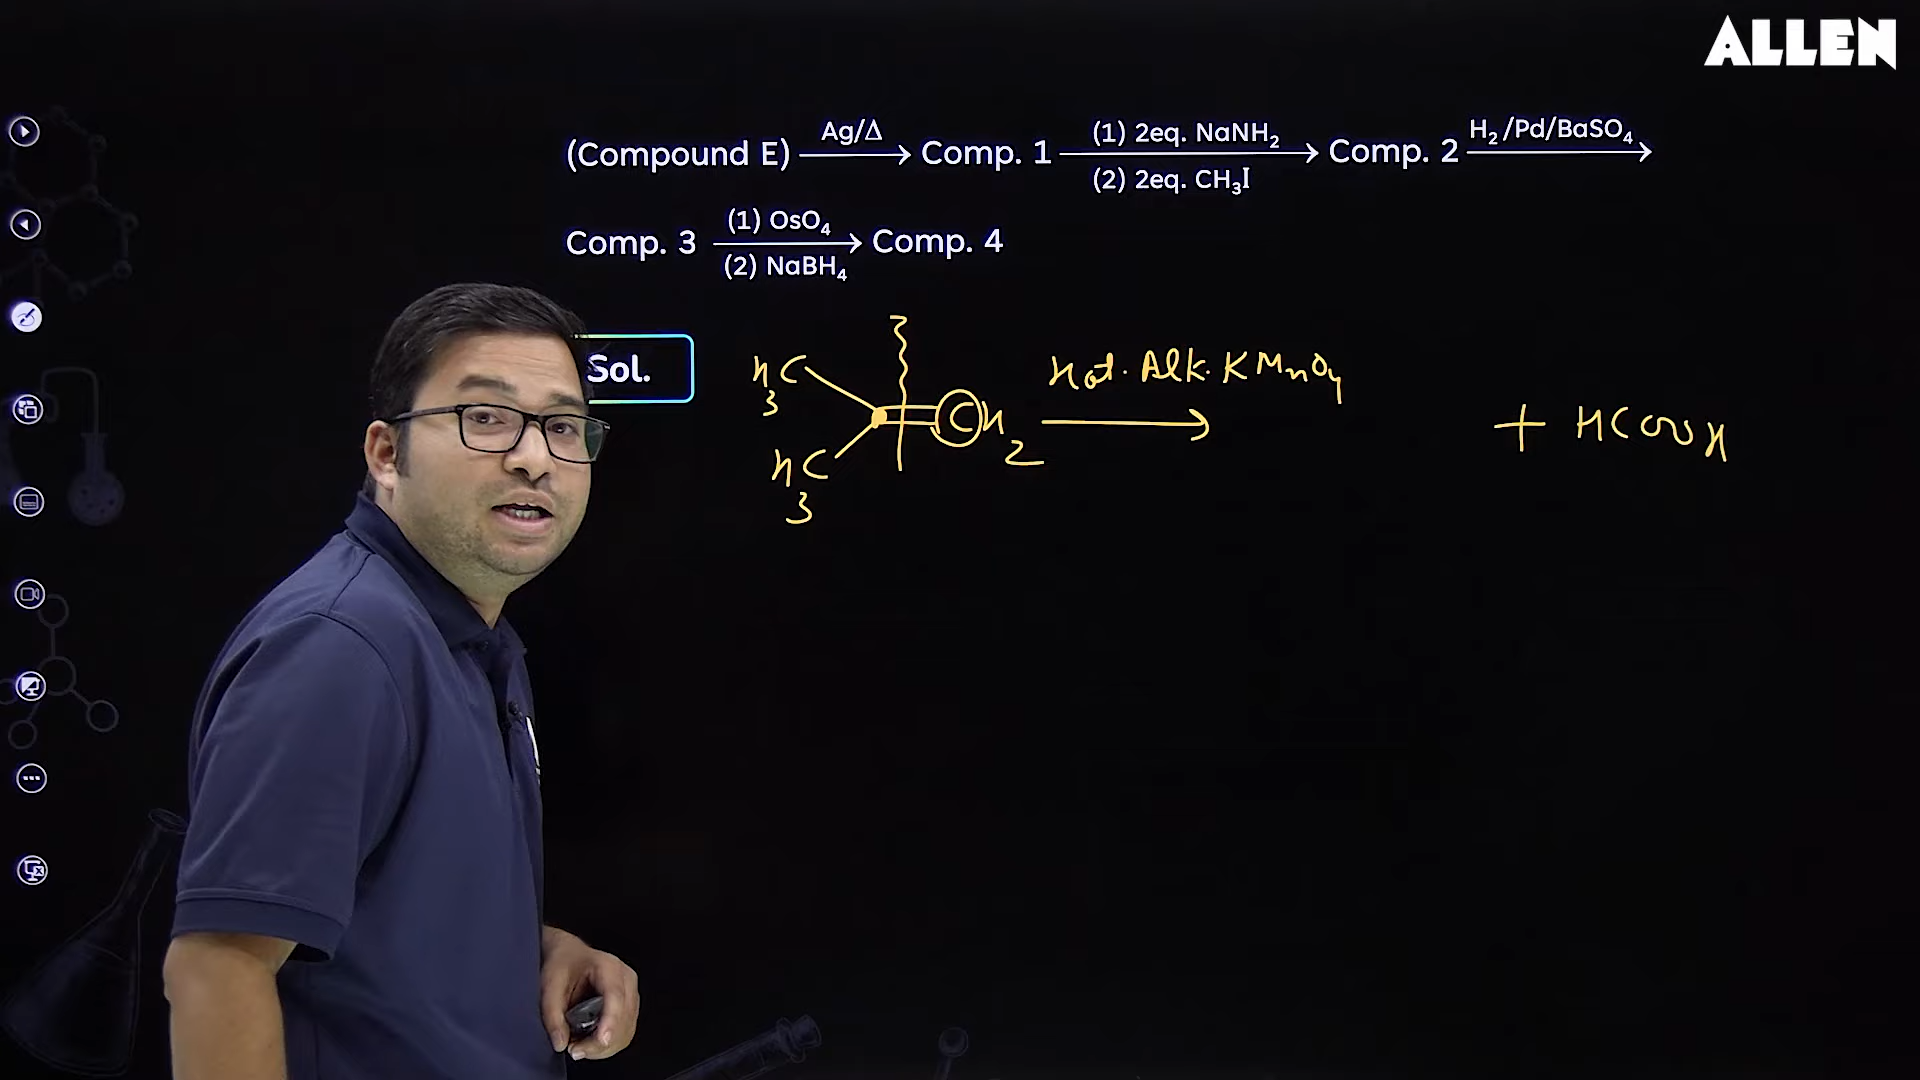 ALLEN
(Compound E) Ag/Δ → Comp. 1 (1) 2eq. NaNH₂ (2) 2eq. CH₃I → Comp. 2 H₂/Pd/BaSO₄ →
Comp. 3 (1) OsO₄ (2) NaBH₄ → Comp. 4
Sol.
H₃C H₃C = CH₂ Hot. Alk. KMnO₄ → + HCOOH